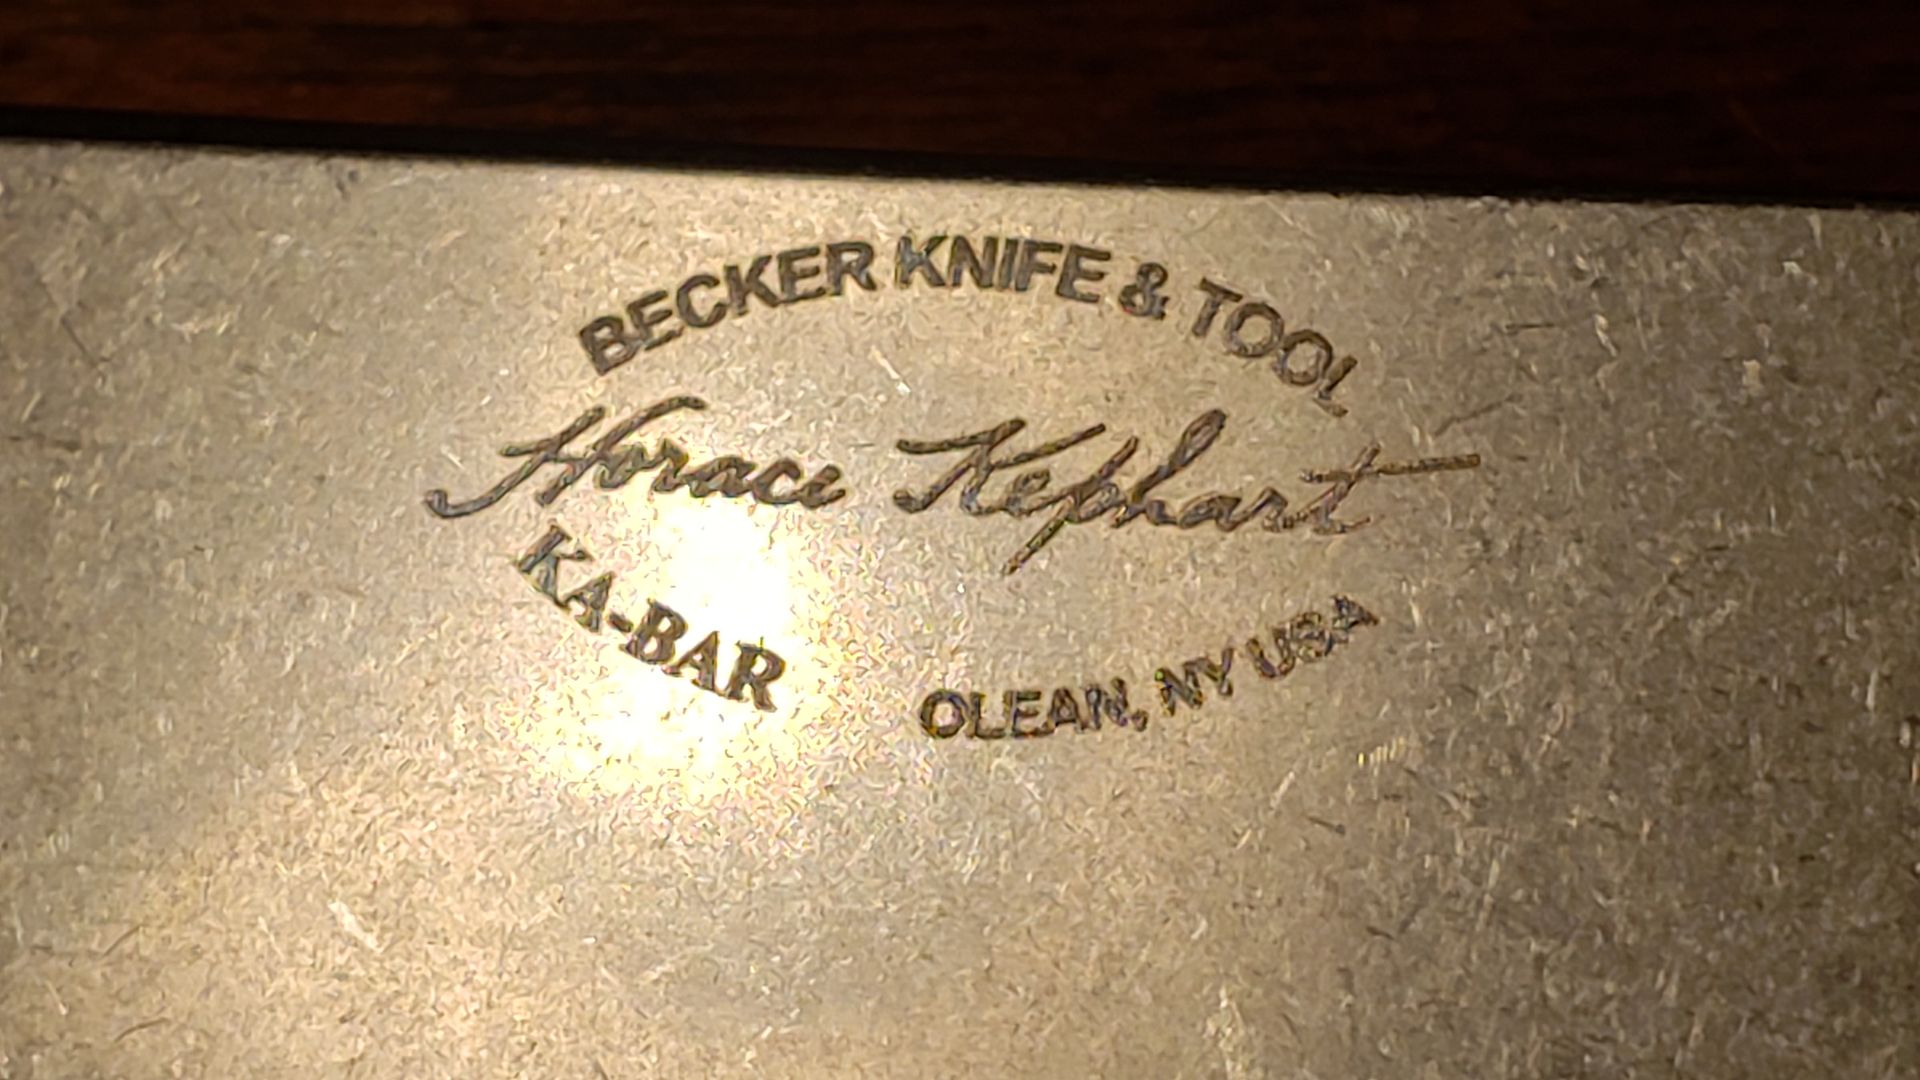 BECKER KNIFE & TOOL
Horace Kephart
KA-BAR
OLEAN, NY USA